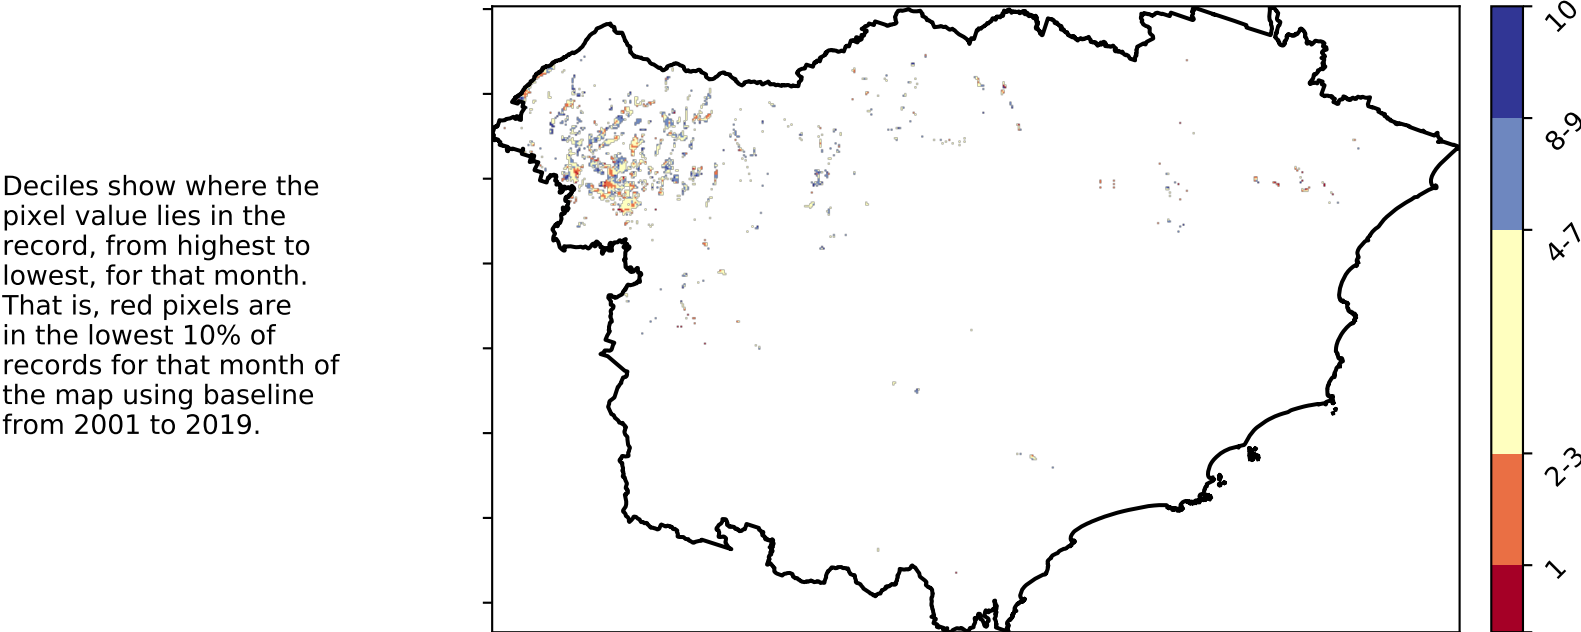 Deciles show where the
pixel value lies in the
record, from highest to
lowest, for that month.
That is, red pixels are
in the lowest 10% of
records for that month of
the map using baseline
from 2001 to 2019.
10
8-9
4-7
2-3
1